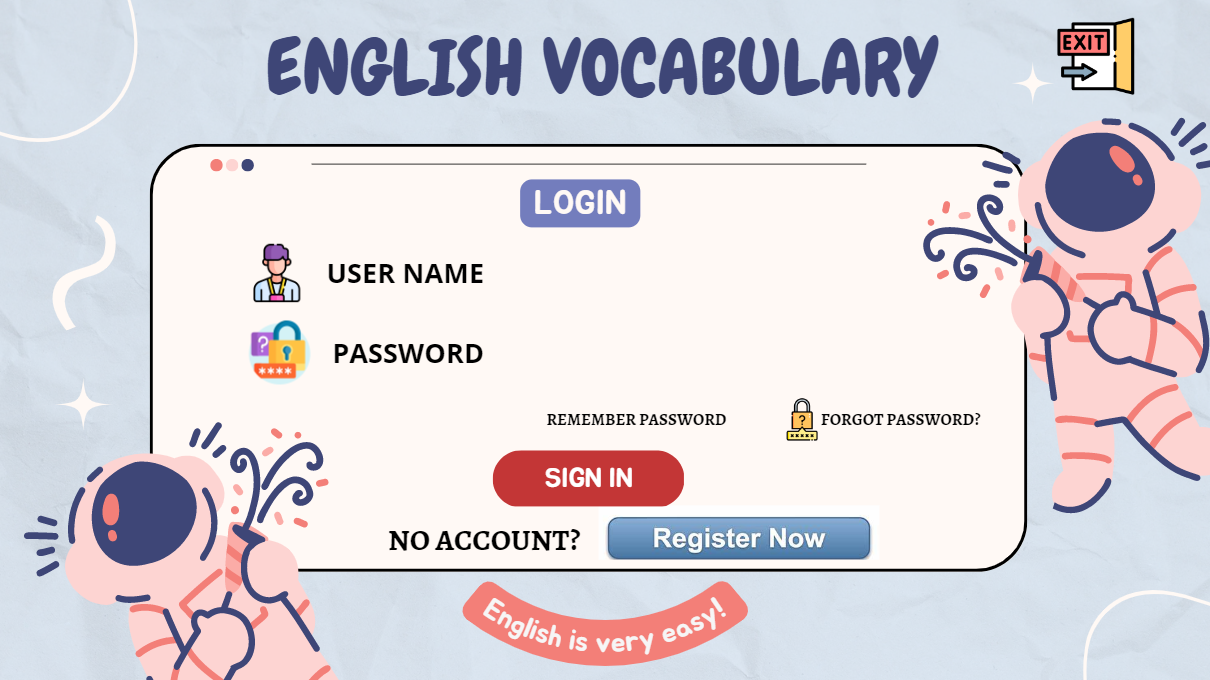 ENGLISH VOCABULARY
EXIT
LOGIN
USER NAME
?
PASSWORD
****
REMEMBER PASSWORD
?
FORGOT PASSWORD?
xxxxx
SIGN IN
NO ACCOUNT?
Register Now
English is very easy!